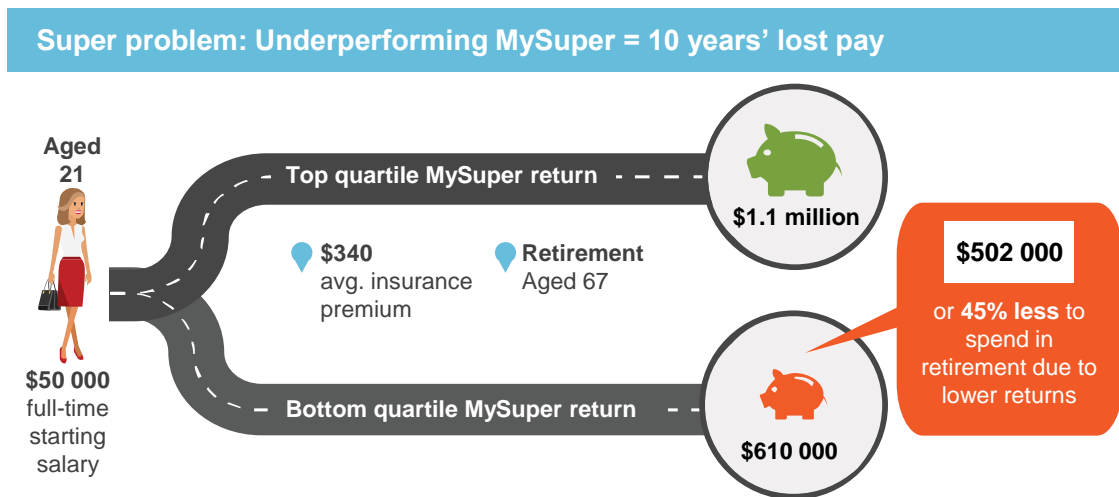 Super problem: Underperforming MySuper = 10 years’ lost pay
Aged
21
$50 000
full-time
starting
salary
Top quartile MySuper return
$1.1 million
$340
avg. insurance
premium
Retirement
Aged 67
Bottom quartile MySuper return
$610 000
$502 000
or 45% less to
spend in
retirement due to
lower returns